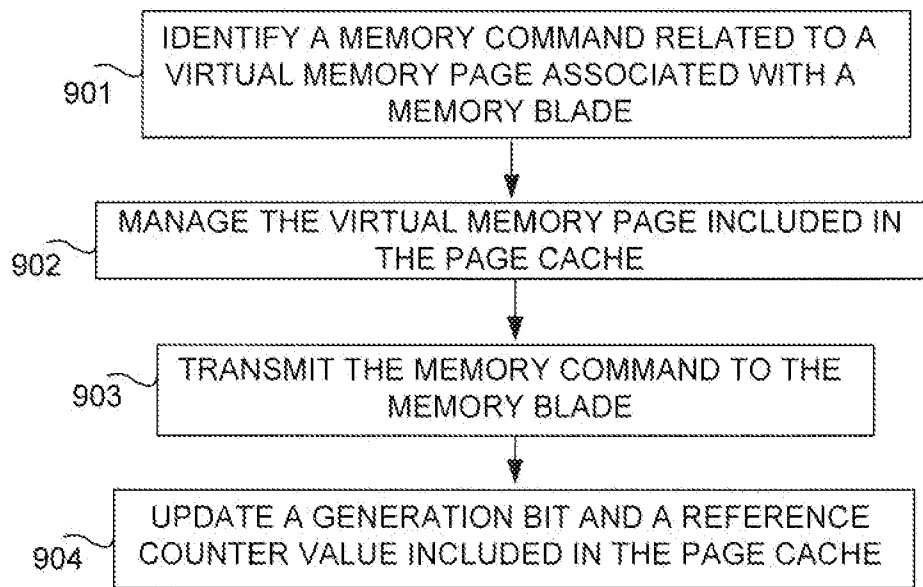 IDENTIFY A MEMORY COMMAND RELATED TO A
VIRTUAL MEMORY PAGE ASSOCIATED WITH A
MEMORY BLADE
901
MANAGE THE VIRTUAL MEMORY PAGE INCLUDED IN
THE PAGE CACHE
902
TRANSMIT THE MEMORY COMMAND TO THE
MEMORY BLADE
903
UPDATE A GENERATION BIT AND A REFERENCE
COUNTER VALUE INCLUDED IN THE PAGE CACHE
904